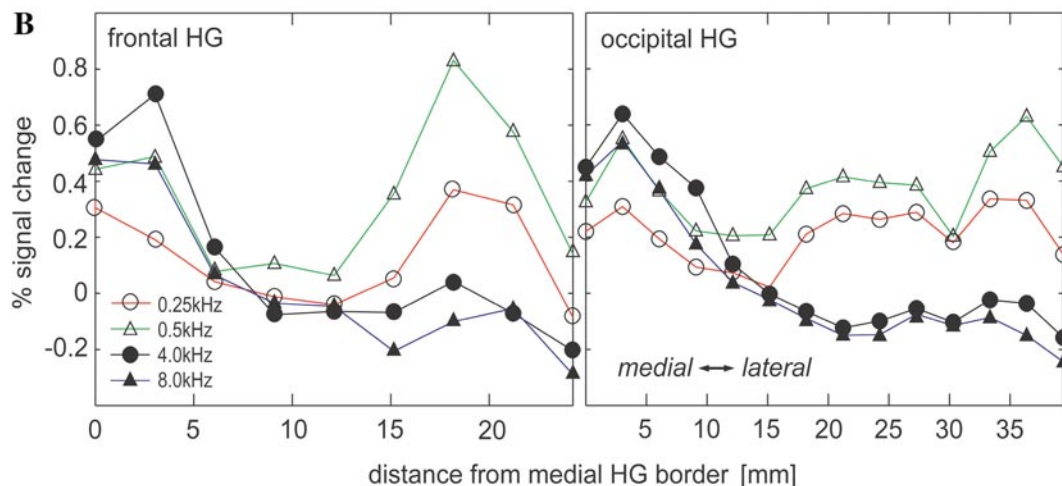 B
frontal HG
occipital HG
% signal change
0.8
0.6
0.4
0.2
0
-0.2
0.25kHz
0.5kHz
4.0kHz
8.0kHz
medial ↔ lateral
0 5 10 15 20
5 10 15 20 25 30 35
distance from medial HG border [mm]